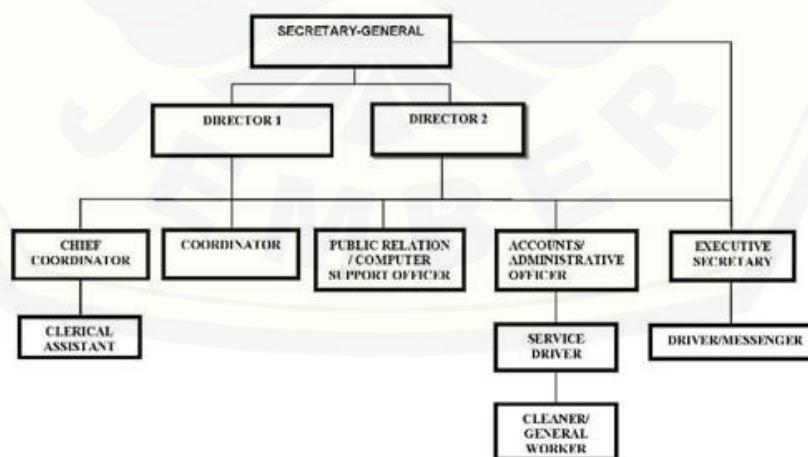 SECRETARY-GENERAL
DIRECTOR 1
DIRECTOR 2
CHIEF
COORDINATOR
COORDINATOR
PUBLIC RELATION
/ COMPUTER
SUPPORT OFFICER
ACCOUNTS/
ADMINISTRATIVE
OFFICER
EXECUTIVE
SECRETARY
CLERICAL
ASSISTANT
SERVICE
DRIVER
DRIVER/MESSENGER
CLEANER/
GENERAL
WORKER
JEMBER